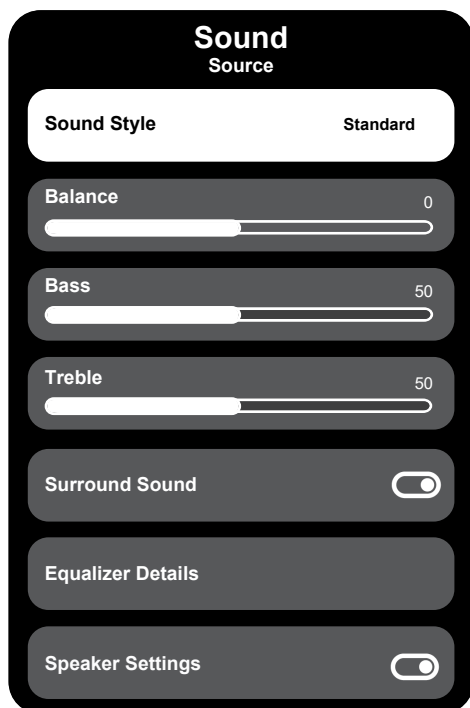 Sound
Source
Sound Style Standard
Balance 0
Bass 50
Treble 50
Surround Sound
Equalizer Details
Speaker Settings